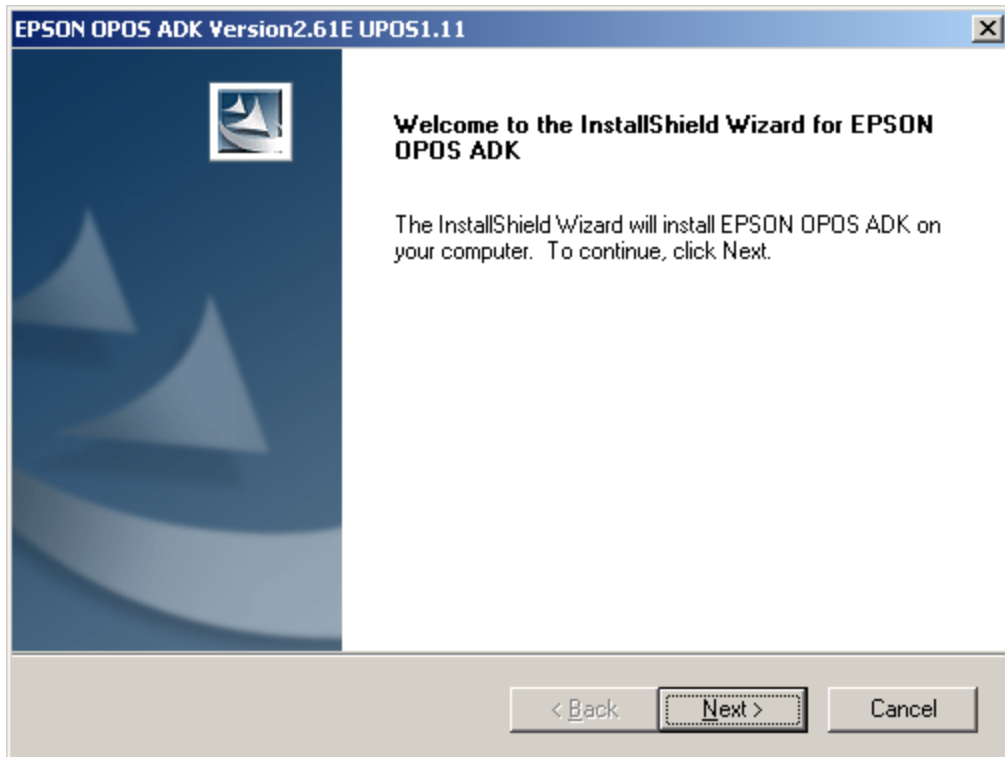 EPSON OPOS ADK Version2.61E UPOS1.11
Welcome to the InstallShield Wizard for EPSON
OPOS ADK
The InstallShield Wizard will install EPSON OPOS ADK on
your computer. To continue, click Next.
< Back
Next >
Cancel